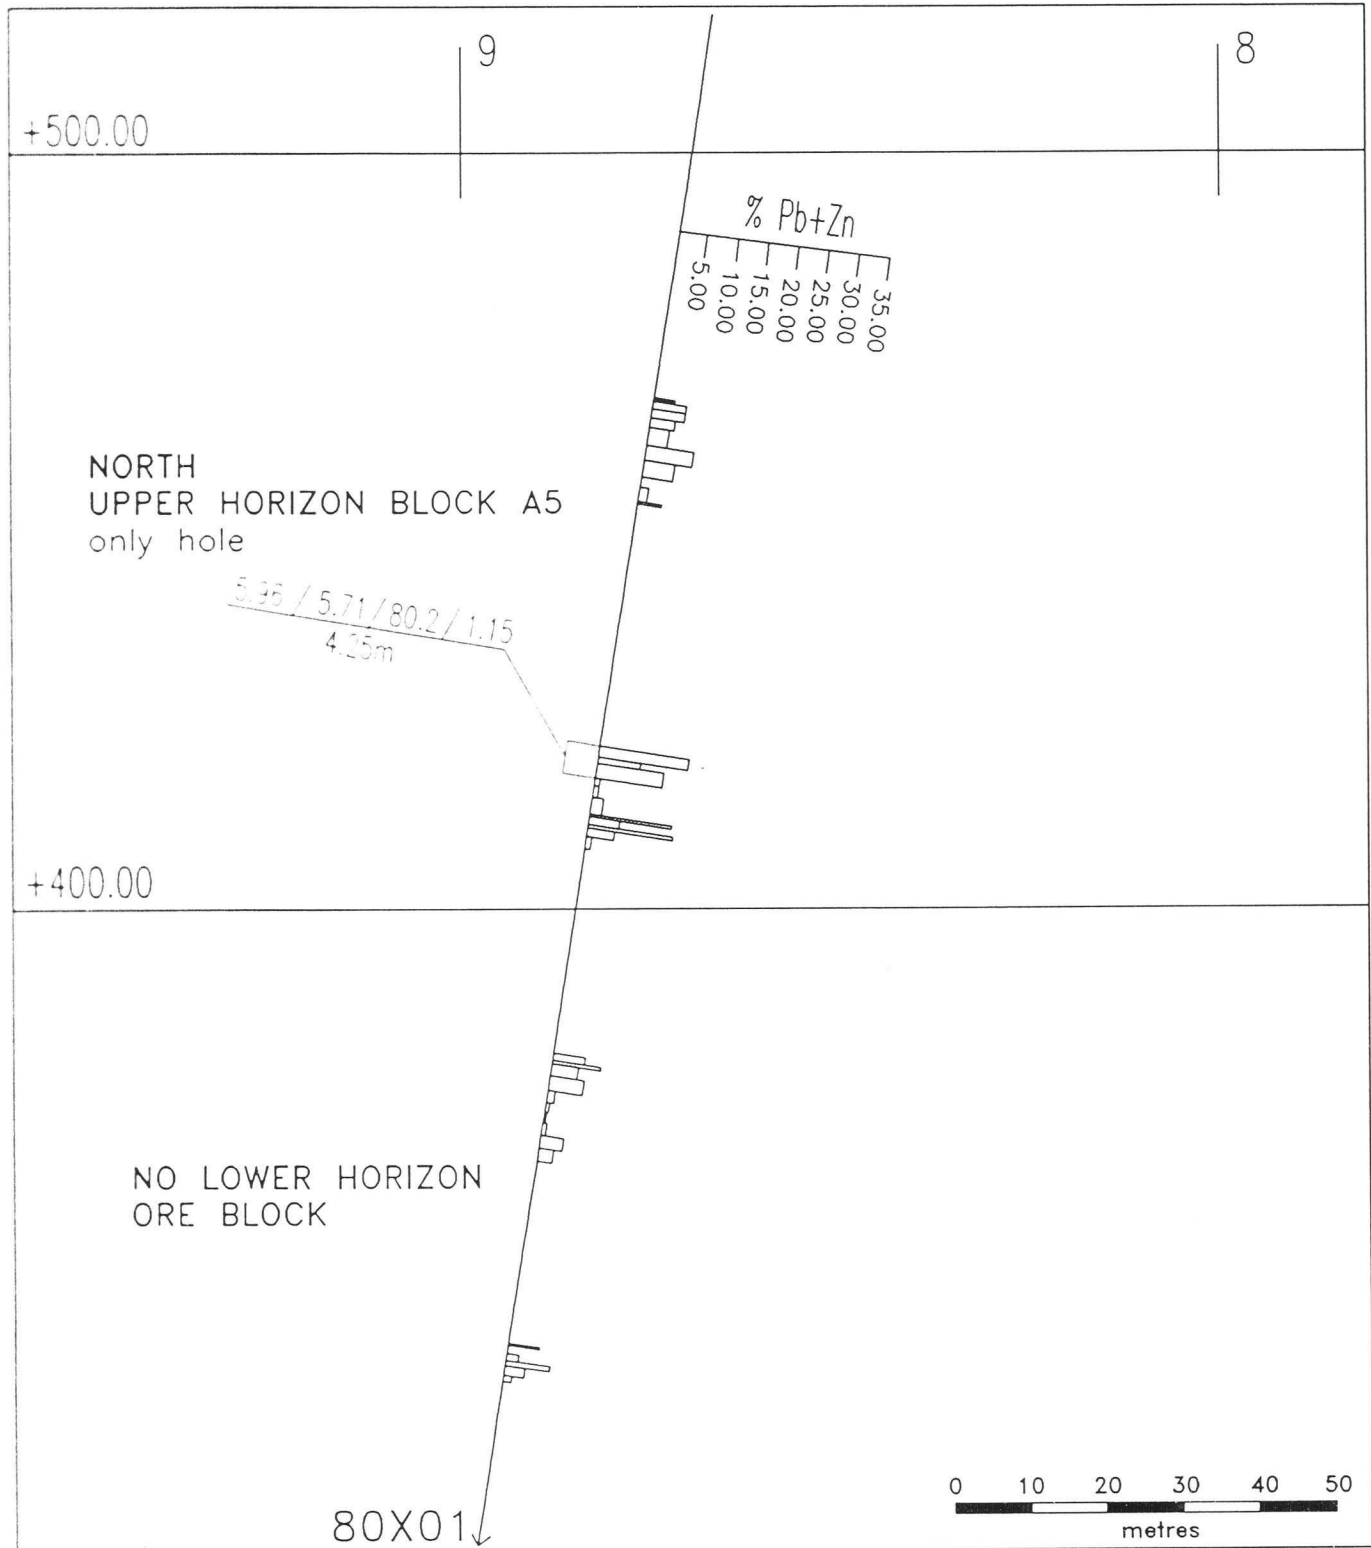 9
8
+500.00
% Pb+Zn
5.00
10.00
15.00
20.00
25.00
30.00
35.00
NORTH
UPPER HORIZON BLOCK A5
only hole
5.96 / 5.71 / 80.2 / 1.15
4.25m
+400.00
NO LOWER HORIZON
ORE BLOCK
80X01
0 10 20 30 40 50
metres